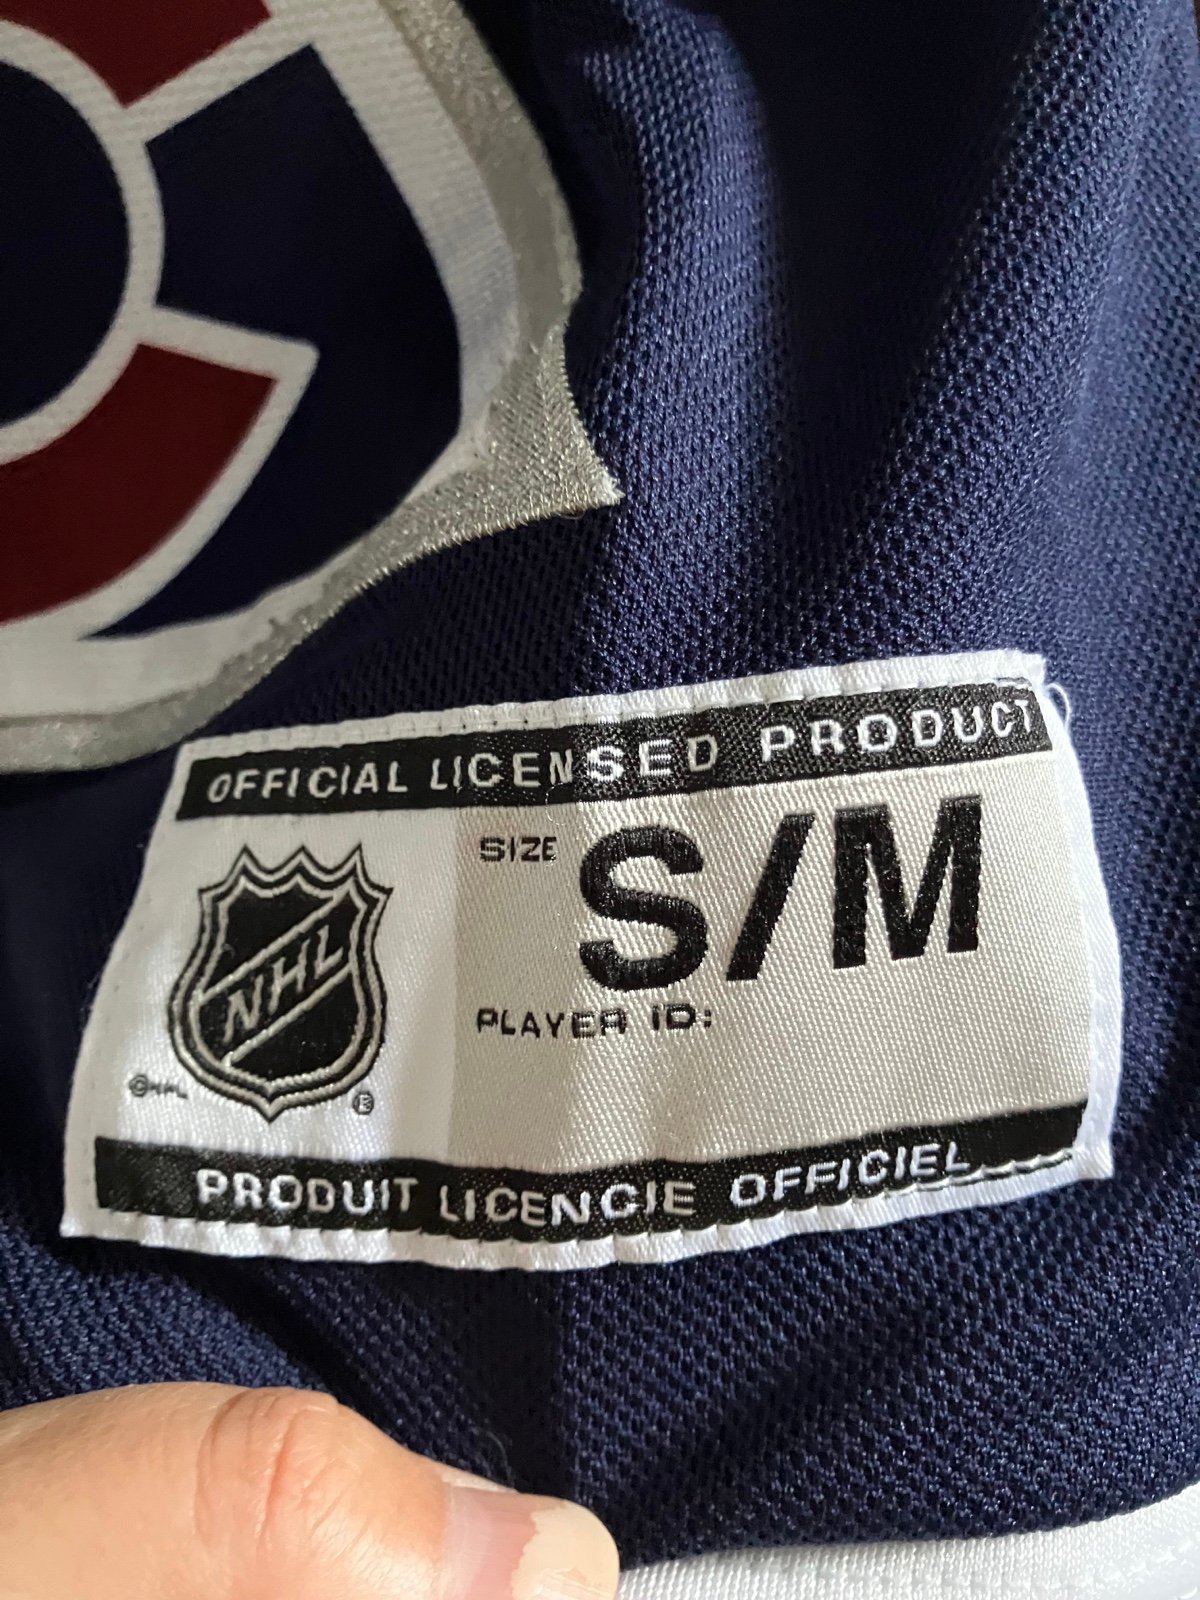 OFFICIAL LICENSED PRODUCT
SIZE S/M
NHL
PLAYER ID:
©NHL ®
PRODUIT LICENCIE OFFICIEL